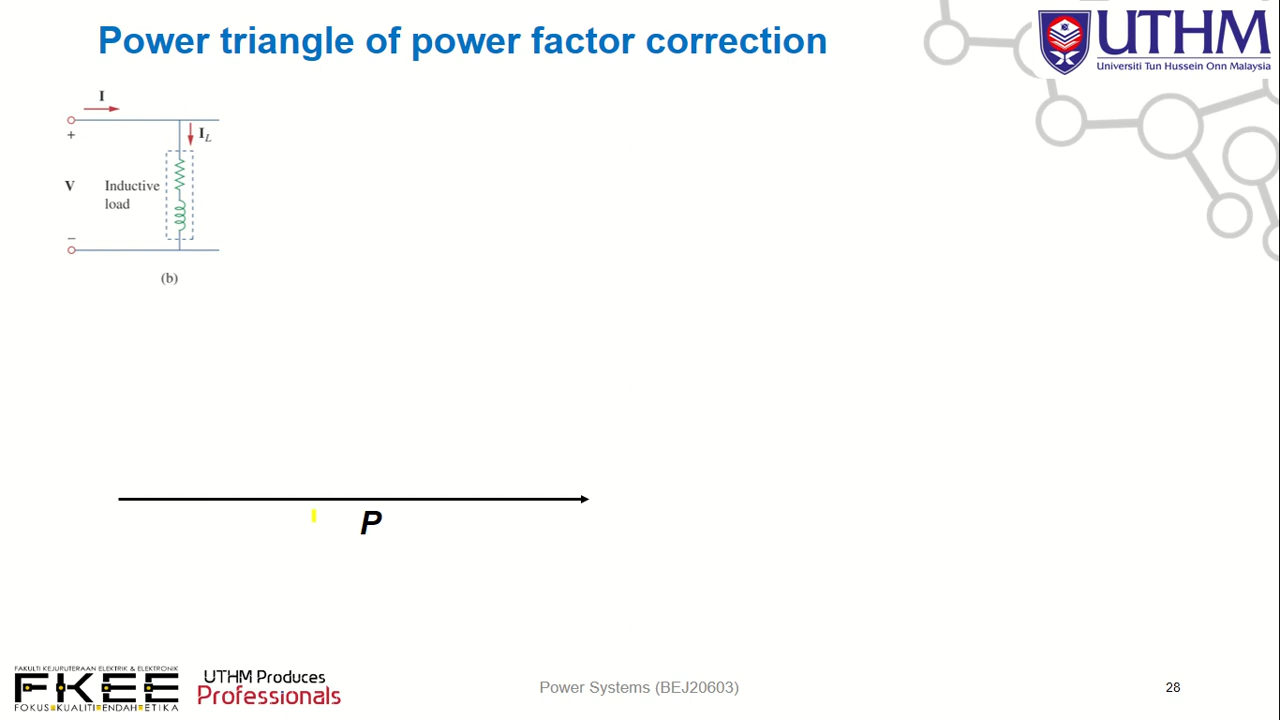 Power triangle of power factor correction
UTHM
Universiti Tun Hussein Onn Malaysia
I
+
I_L
V
Inductive
load
−
(b)
P
FAKULTI KEJURUTERAAN ELEKTRIK & ELEKTRONIK
FKEE
FOKUS KUALITI ENDAH ETIKA
UTHM Produces
Professionals
Power Systems (BEJ20603)
28